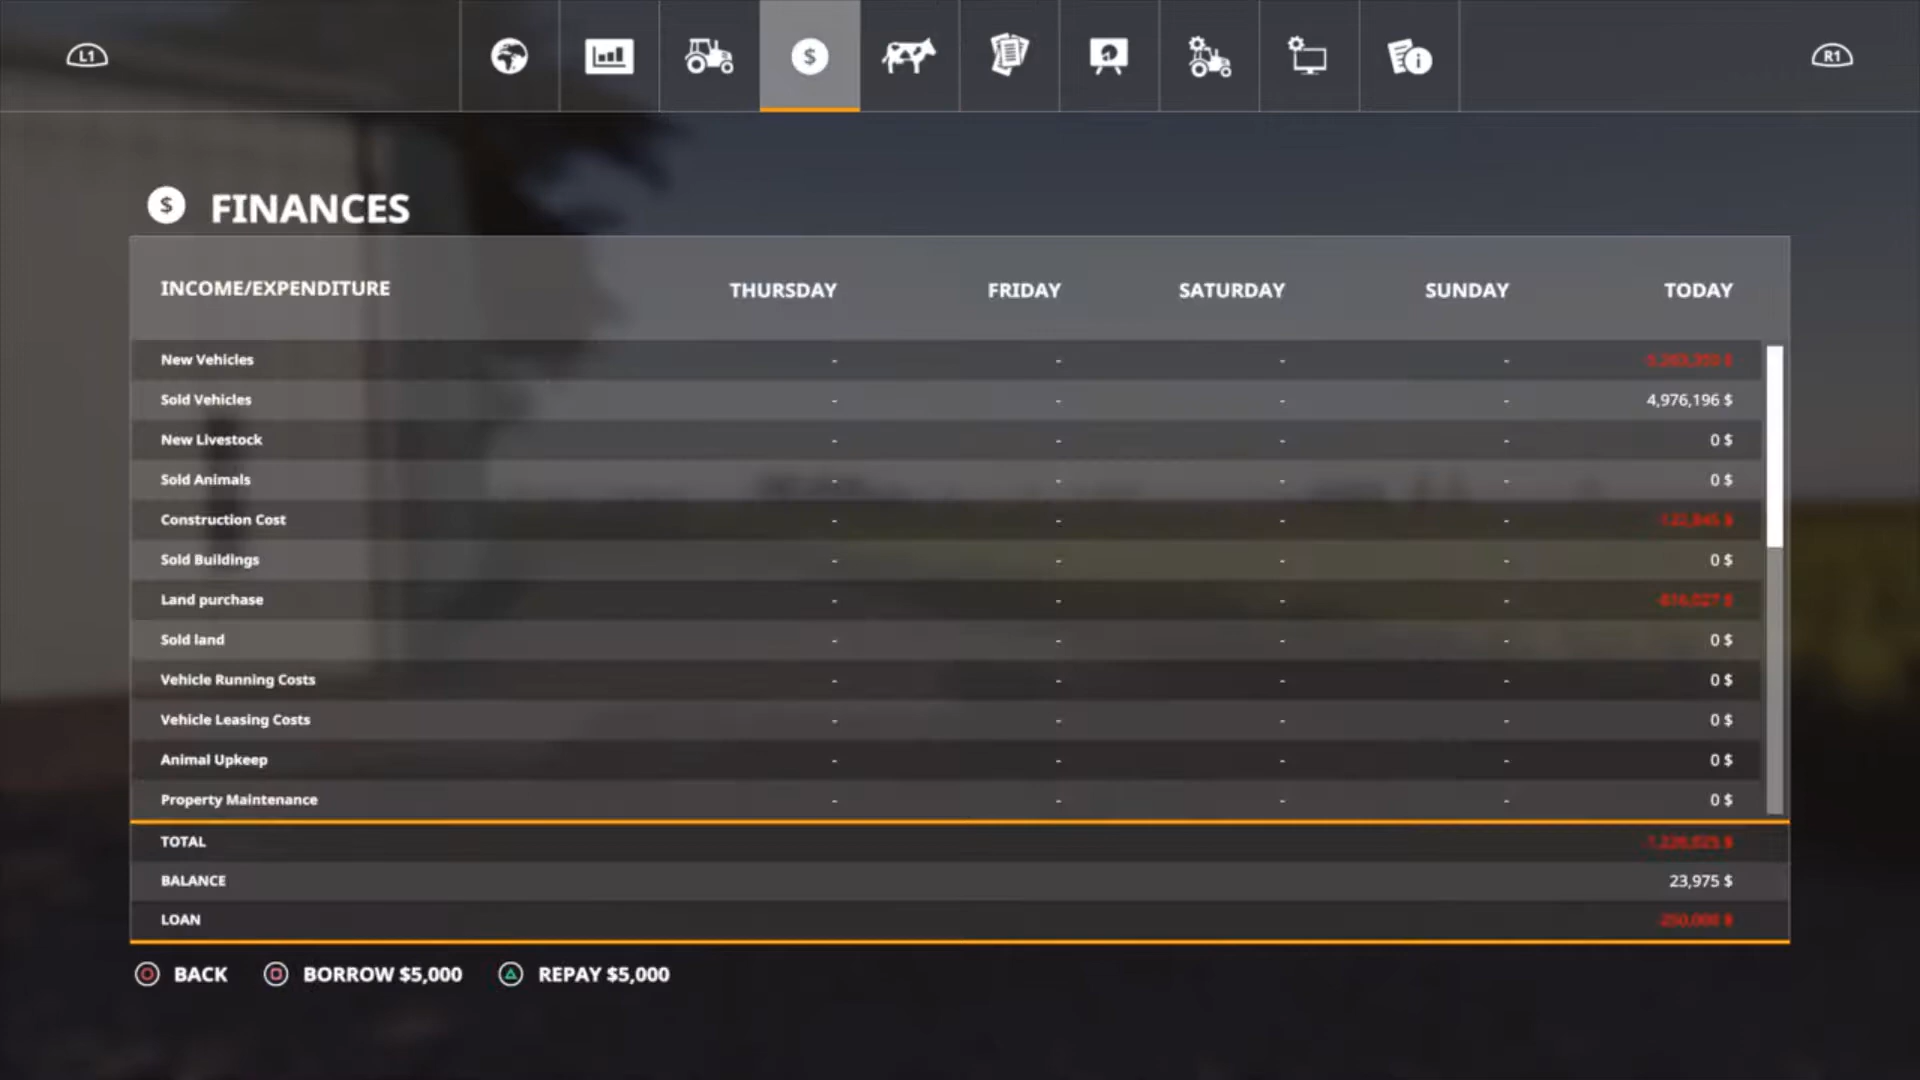 L1 R1
$ FINANCES
INCOME/EXPENDITURE THURSDAY FRIDAY SATURDAY SUNDAY TODAY
New Vehicles - - - -
Sold Vehicles - - - - 4,976,196 $
New Livestock - - - - 0 $
Sold Animals - - - - 0 $
Construction Cost - - - -
Sold Buildings - - - - 0 $
Land purchase - - - -
Sold land - - - - 0 $
Vehicle Running Costs - - - - 0 $
Vehicle Leasing Costs - - - - 0 $
Animal Upkeep - - - - 0 $
Property Maintenance - - - - 0 $
TOTAL
BALANCE 23,975 $
LOAN -250,000 $
BACK BORROW $5,000 REPAY $5,000